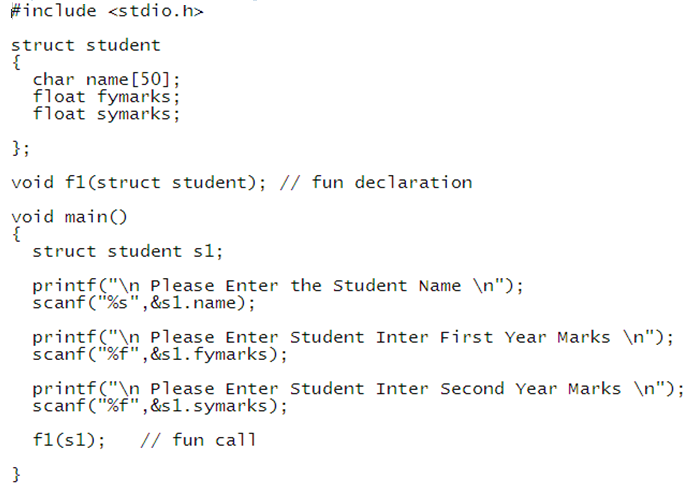 #include <stdio.h>
struct student
{
char name[50];
float fymarks;
float symarks;
};
void f1(struct student); // fun declaration
void main()
{
struct student s1;
printf("\n Please Enter the Student Name \n");
scanf("%s",&s1.name);
printf("\n Please Enter Student Inter First Year Marks \n");
scanf("%f",&s1.fymarks);
printf("\n Please Enter Student Inter Second Year Marks \n");
scanf("%f",&s1.symarks);
f1(s1); // fun call
}